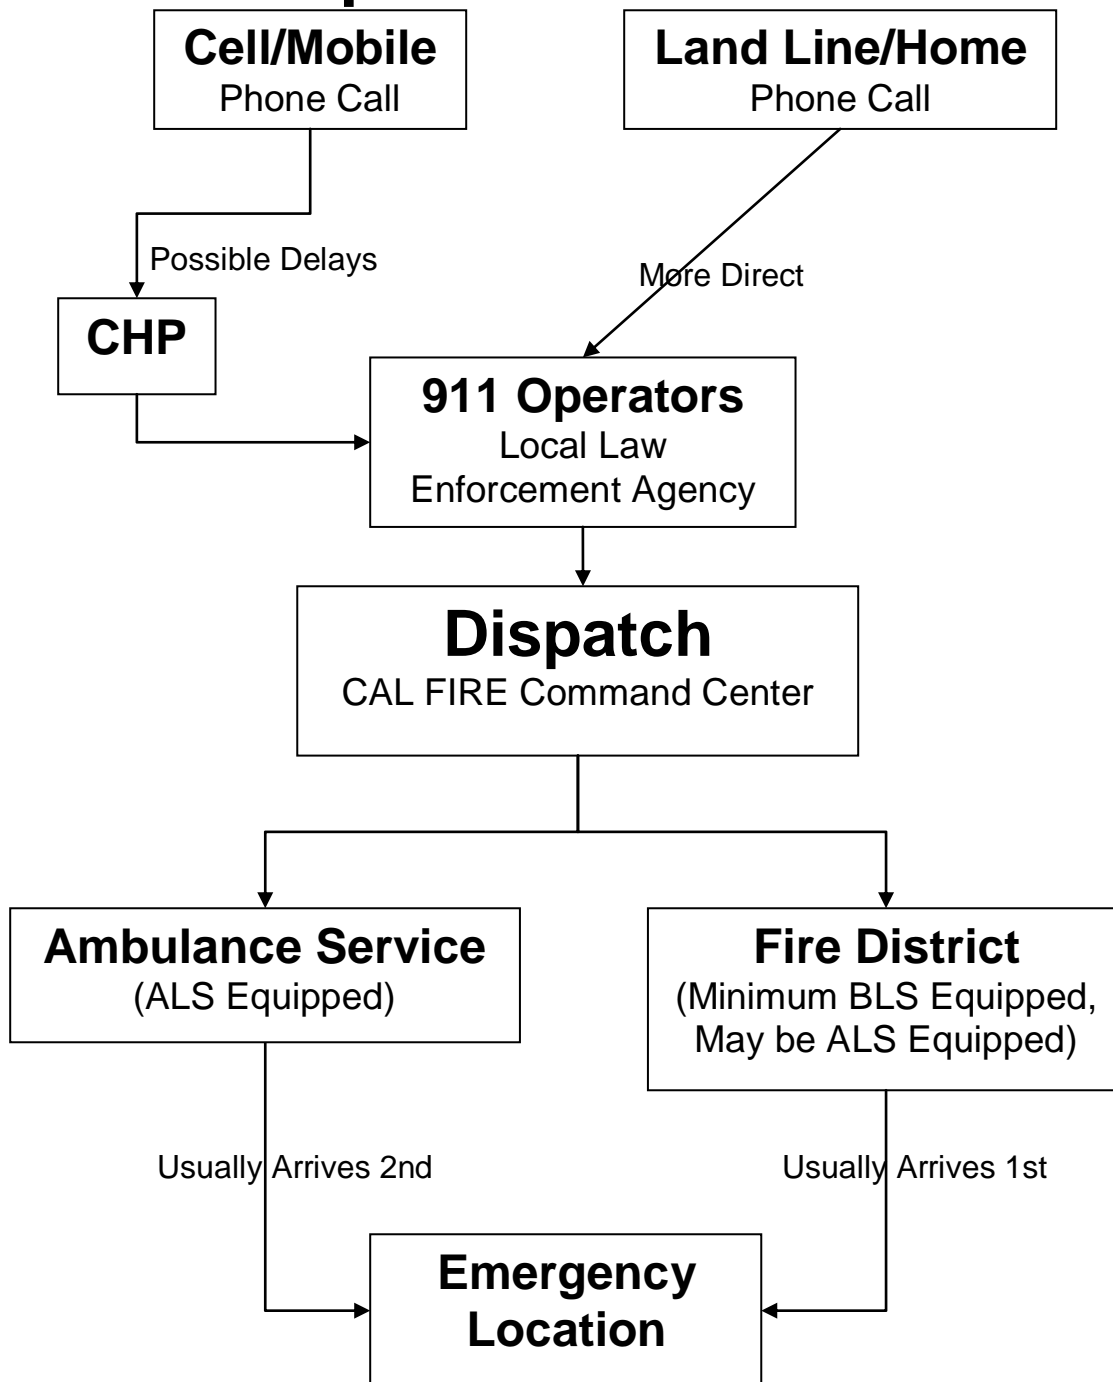 Cell/Mobile
Phone Call
Land Line/Home
Phone Call
Possible Delays
More Direct
CHP
911 Operators
Local Law
Enforcement Agency
Dispatch
CAL FIRE Command Center
Ambulance Service
(ALS Equipped)
Fire District
(Minimum BLS Equipped,
May be ALS Equipped)
Usually Arrives 2nd
Usually Arrives 1st
Emergency
Location